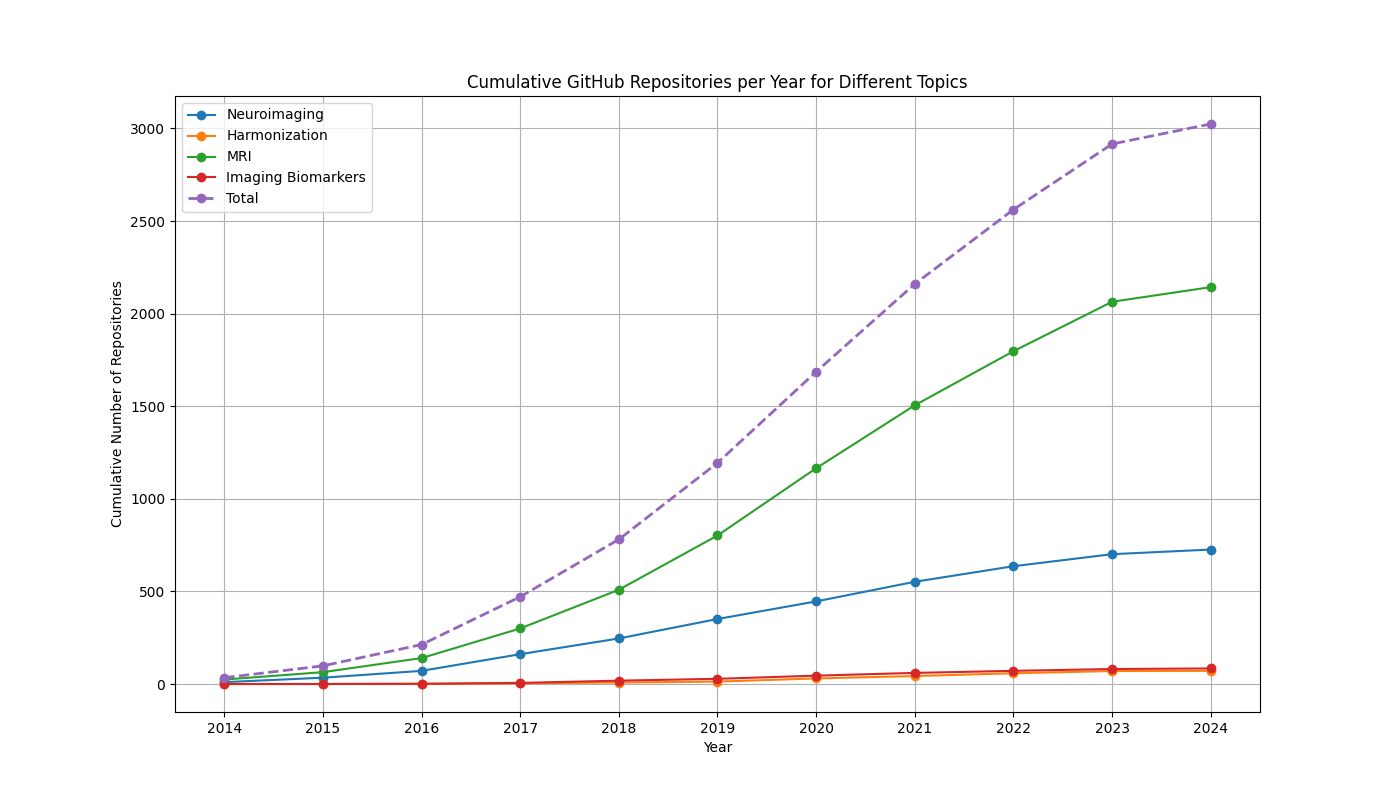 Cumulative GitHub Repositories per Year for Different Topics
Neuroimaging
Harmonization
MRI
Imaging Biomarkers
Total
Cumulative Number of Repositories
3000
2500
2000
1500
1000
500
0
2014 2015 2016 2017 2018 2019 2020 2021 2022 2023 2024
Year